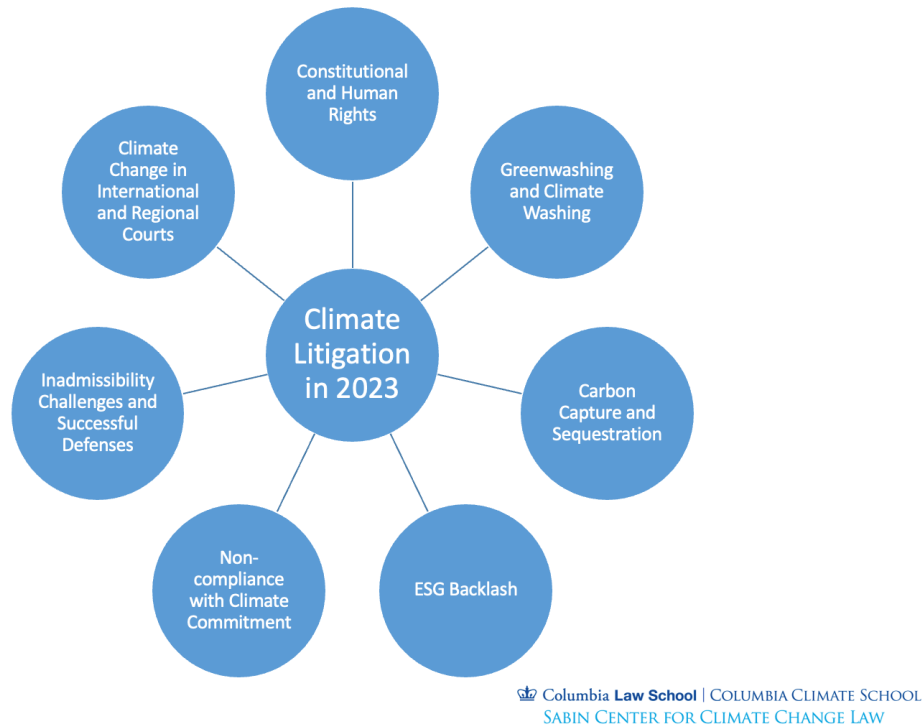 Constitutional
and Human
Rights
Climate
Change in
International
and Regional
Courts
Greenwashing
and Climate
Washing
Climate
Litigation
in 2023
Inadmissibility
Challenges and
Successful
Defenses
Carbon
Capture and
Sequestration
Non-
compliance
with Climate
Commitment
ESG Backlash
Columbia Law School | COLUMBIA CLIMATE SCHOOL
SABIN CENTER FOR CLIMATE CHANGE LAW